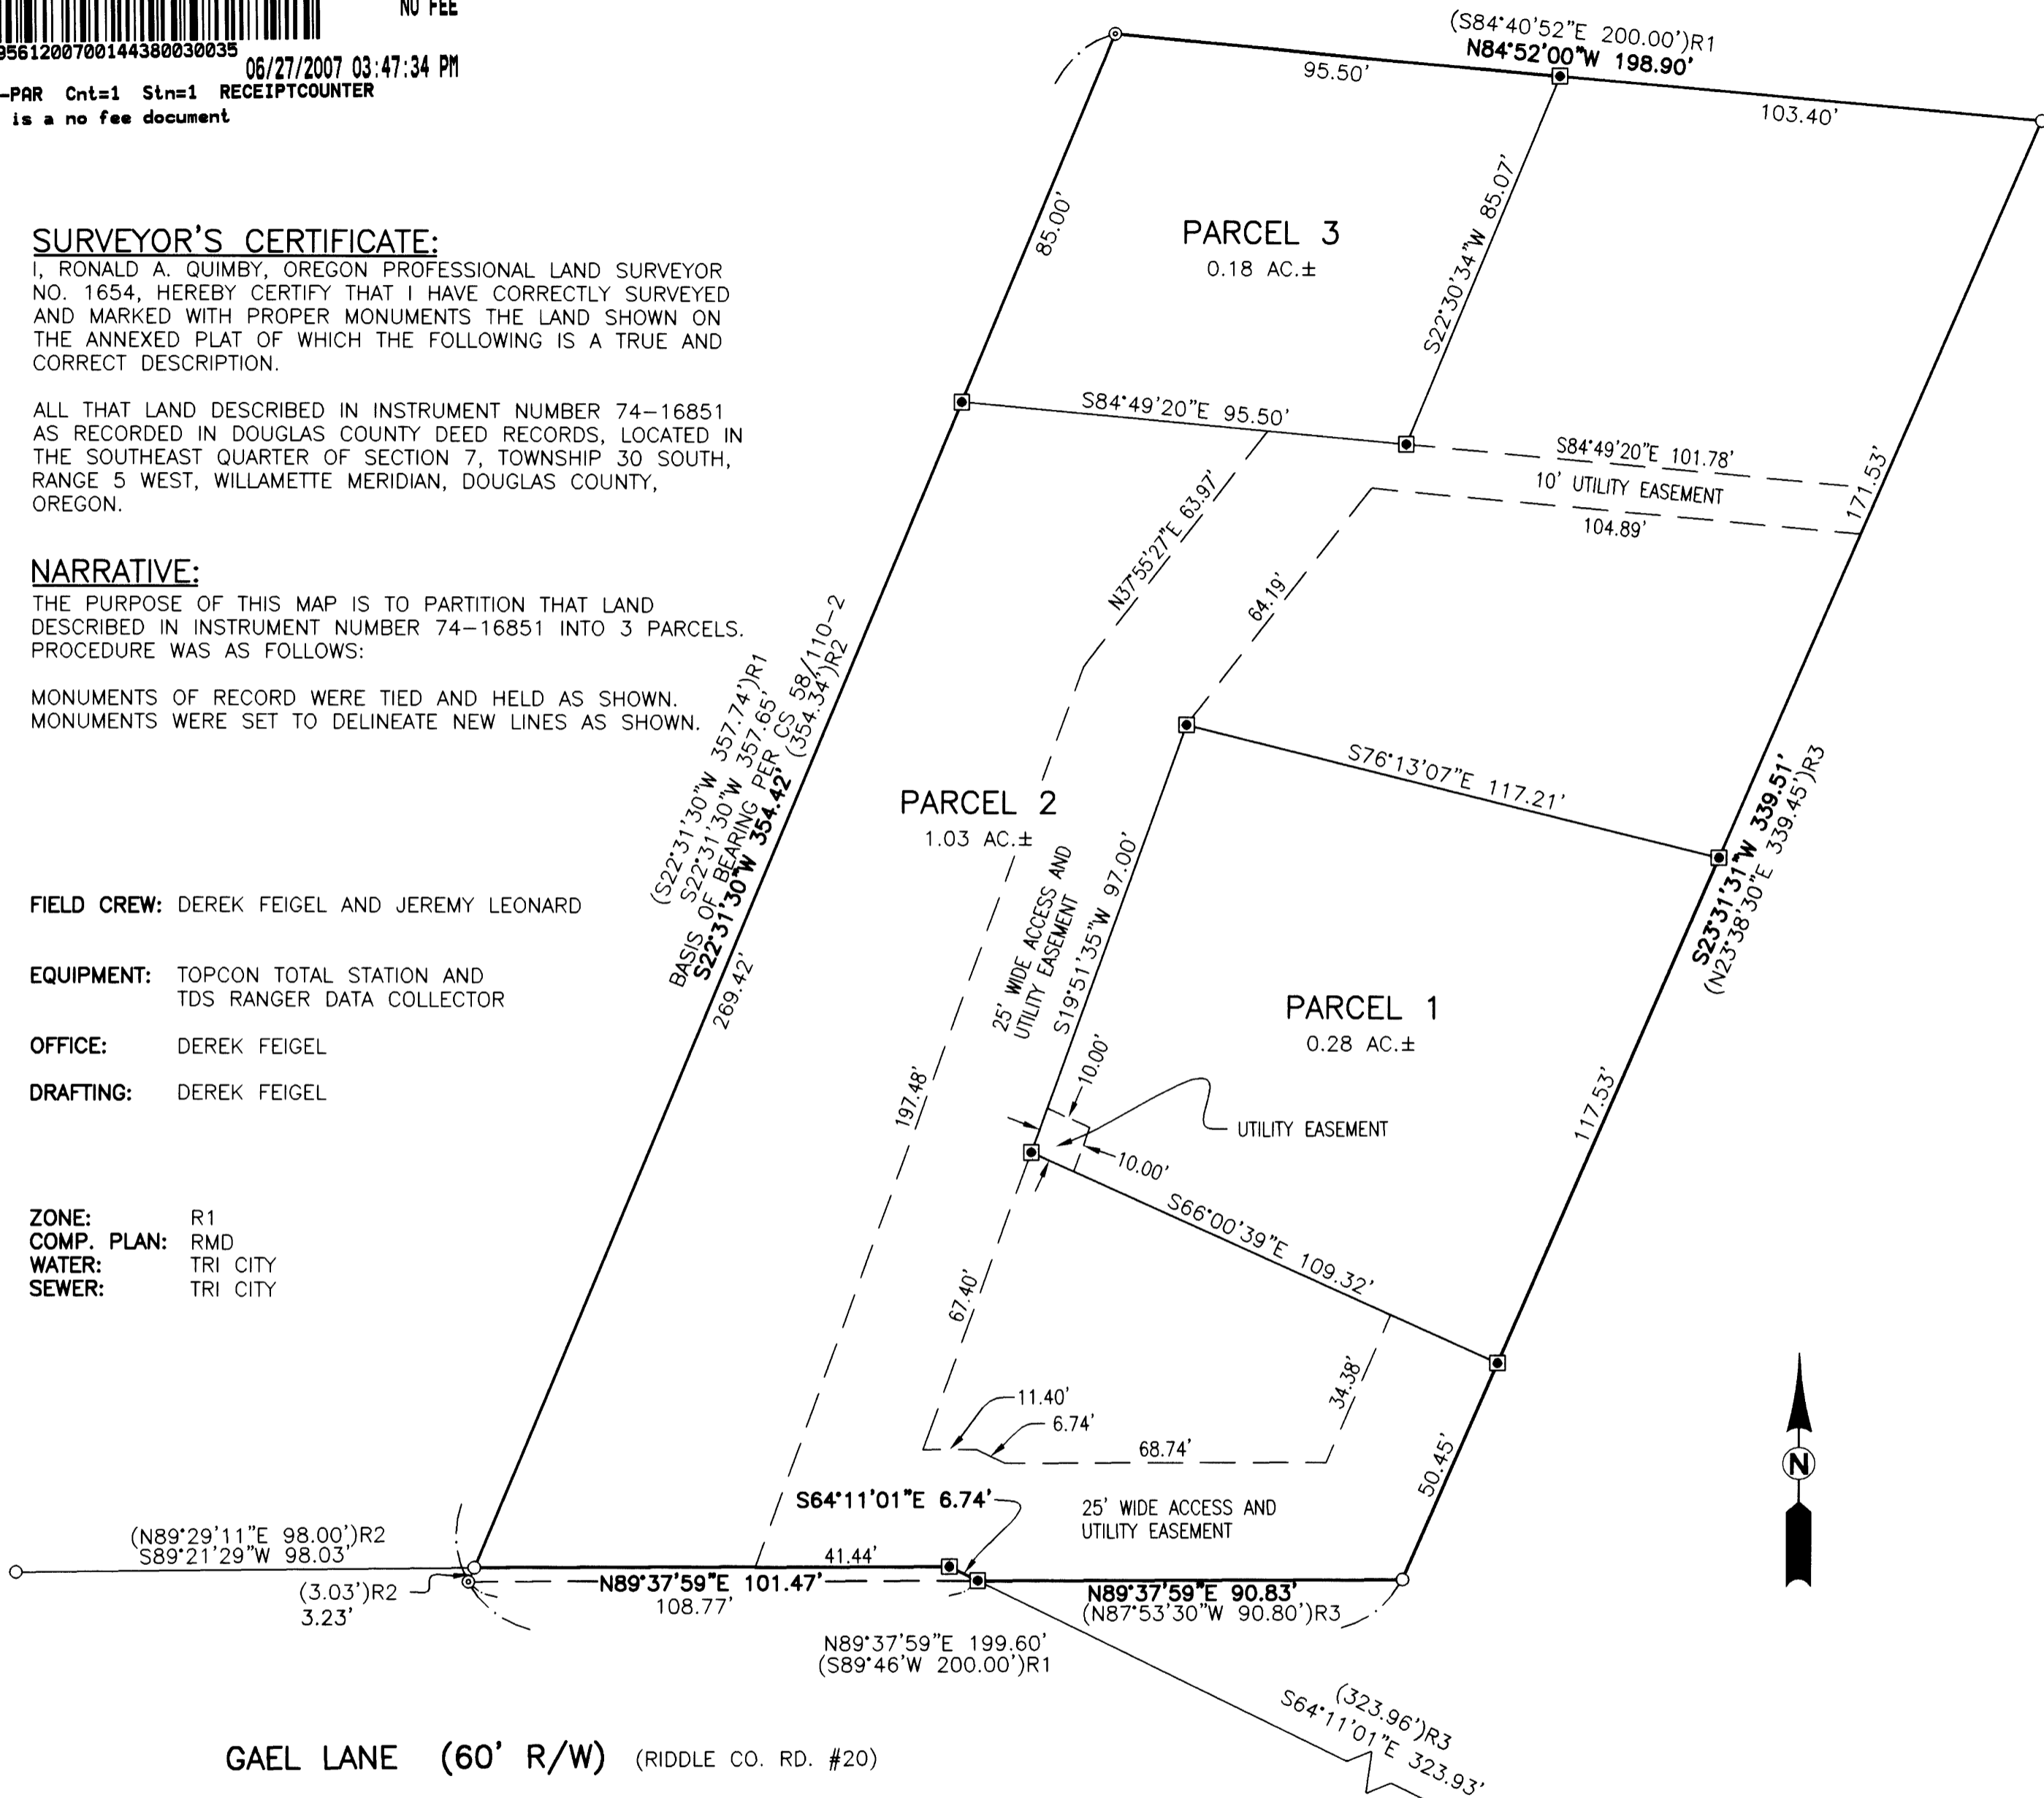 NO FEE
9561200700144380030035
06/27/2007 03:47:34 PM
-PAR Cnt=1 Stn=1 RECEIPTCOUNTER
is a no fee document
(S84°40'52"E 200.00')R1
N84°52'00"W 198.90'
95.50'
103.40'
85.00'
PARCEL 3
0.18 AC.±
S22°30'34"W 85.07'
SURVEYOR'S CERTIFICATE:
I, RONALD A. QUIMBY, OREGON PROFESSIONAL LAND SURVEYOR
NO. 1654, HEREBY CERTIFY THAT I HAVE CORRECTLY SURVEYED
AND MARKED WITH PROPER MONUMENTS THE LAND SHOWN ON
THE ANNEXED PLAT OF WHICH THE FOLLOWING IS A TRUE AND
CORRECT DESCRIPTION.
ALL THAT LAND DESCRIBED IN INSTRUMENT NUMBER 74-16851
AS RECORDED IN DOUGLAS COUNTY DEED RECORDS, LOCATED IN
THE SOUTHEAST QUARTER OF SECTION 7, TOWNSHIP 30 SOUTH,
RANGE 5 WEST, WILLAMETTE MERIDIAN, DOUGLAS COUNTY,
OREGON.
NARRATIVE:
THE PURPOSE OF THIS MAP IS TO PARTITION THAT LAND
DESCRIBED IN INSTRUMENT NUMBER 74-16851 INTO 3 PARCELS.
PROCEDURE WAS AS FOLLOWS:
MONUMENTS OF RECORD WERE TIED AND HELD AS SHOWN.
MONUMENTS WERE SET TO DELINEATE NEW LINES AS SHOWN.
FIELD CREW: DEREK FEIGEL AND JEREMY LEONARD
EQUIPMENT: TOPCON TOTAL STATION AND
TDS RANGER DATA COLLECTOR
OFFICE: DEREK FEIGEL
DRAFTING: DEREK FEIGEL
ZONE: R1
COMP. PLAN: RMD
WATER: TRI CITY
SEWER: TRI CITY
S84°49'20"E 95.50'
S84°49'20"E 101.78'
10' UTILITY EASEMENT
104.89'
171.53'
N37°55'27"E 63.97'
64.19'
(S22°31'30"W 357.74')R1
S22°31'30"W 357.65'
BASIS OF BEARING PER CS 58/110-2
S22°31'30"W 354.42' (354.34')R2
269.42'
PARCEL 2
1.03 AC.±
S76°13'07"E 117.21'
S23°31'31"W 339.51'
(N23°38'30"E 339.45')R3
25' WIDE ACCESS AND
UTILITY EASEMENT
S19°51'35"W 97.00'
PARCEL 1
0.28 AC.±
10.00'
UTILITY EASEMENT
10.00'
197.48'
117.53'
S66°00'39"E 109.32'
67.40'
34.38'
11.40'
6.74'
68.74'
50.45'
N
S64°11'01"E 6.74'
25' WIDE ACCESS AND
UTILITY EASEMENT
(N89°29'11"E 98.00')R2
S89°21'29"W 98.03'
(3.03')R2
3.23'
41.44'
N89°37'59"E 101.47'
108.77'
N89°37'59"E 90.83'
(N87°53'30"W 90.80')R3
N89°37'59"E 199.60'
(S89°46'W 200.00')R1
(323.96')R3
S64°11'01"E 323.93'
GAEL LANE (60' R/W) (RIDDLE CO. RD. #20)